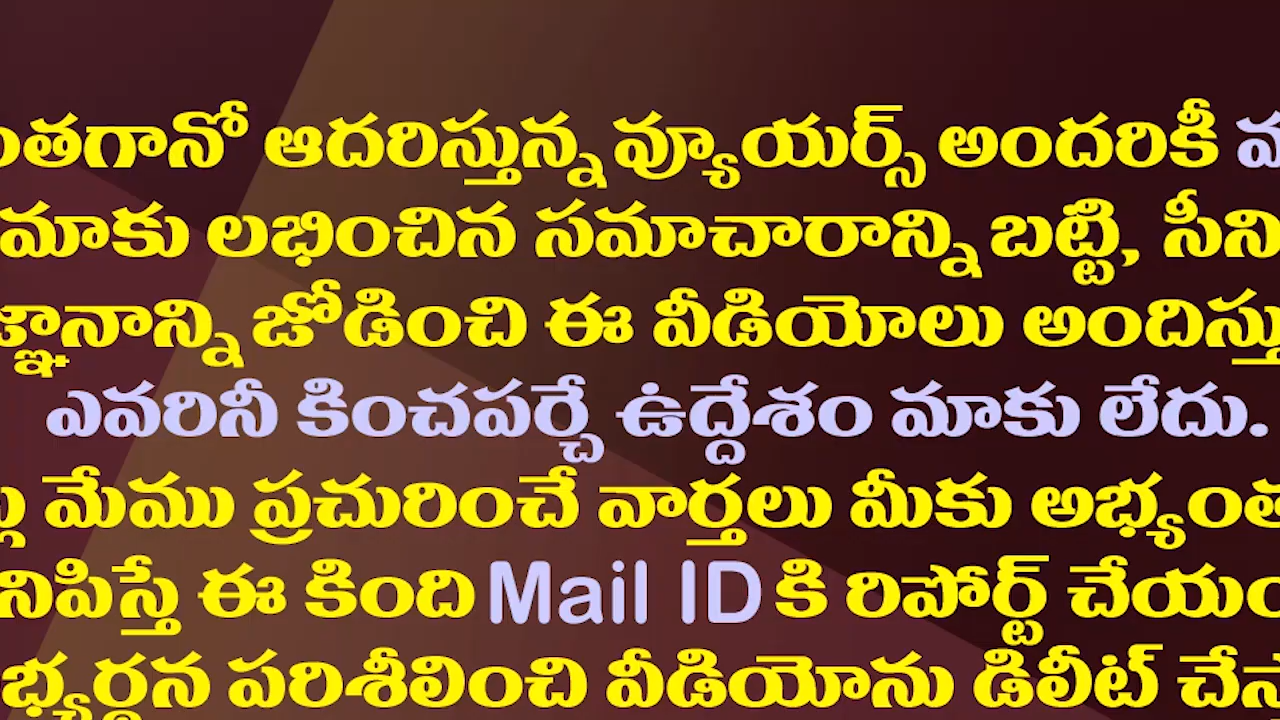 ంతగానో ఆదరిస్తున్న వ్యూయర్స్ అందరికీ
మాకు లభించిన సమాచారాన్ని బట్టి, సీని
జ్ఞానాన్ని జోడించి ఈ వీడియోలు అందిస్తు
ఎవరినీ కించపర్చే ఉద్దేశం మాకు లేదు.
మేము ప్రచురించే వార్తలు మీకు అభ్యంత
నిపిస్తే ఈ కింది Mail ID కి రిపోర్ట్ చేయం
భ్యర్థన పరిశీలించి వీడియోను డిలీట్ చేస